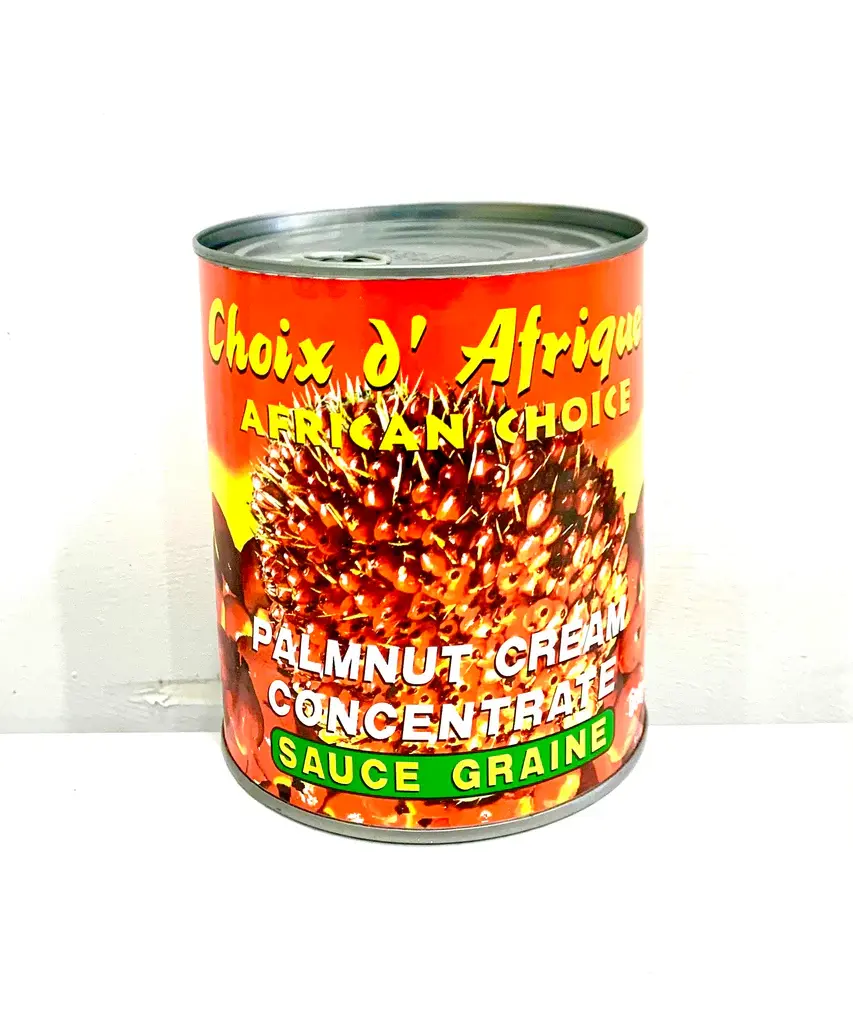 Choix d' Afrique
AFRICAN CHOICE
PALMNUT CREAM
CONCENTRATE
SAUCE GRAINE